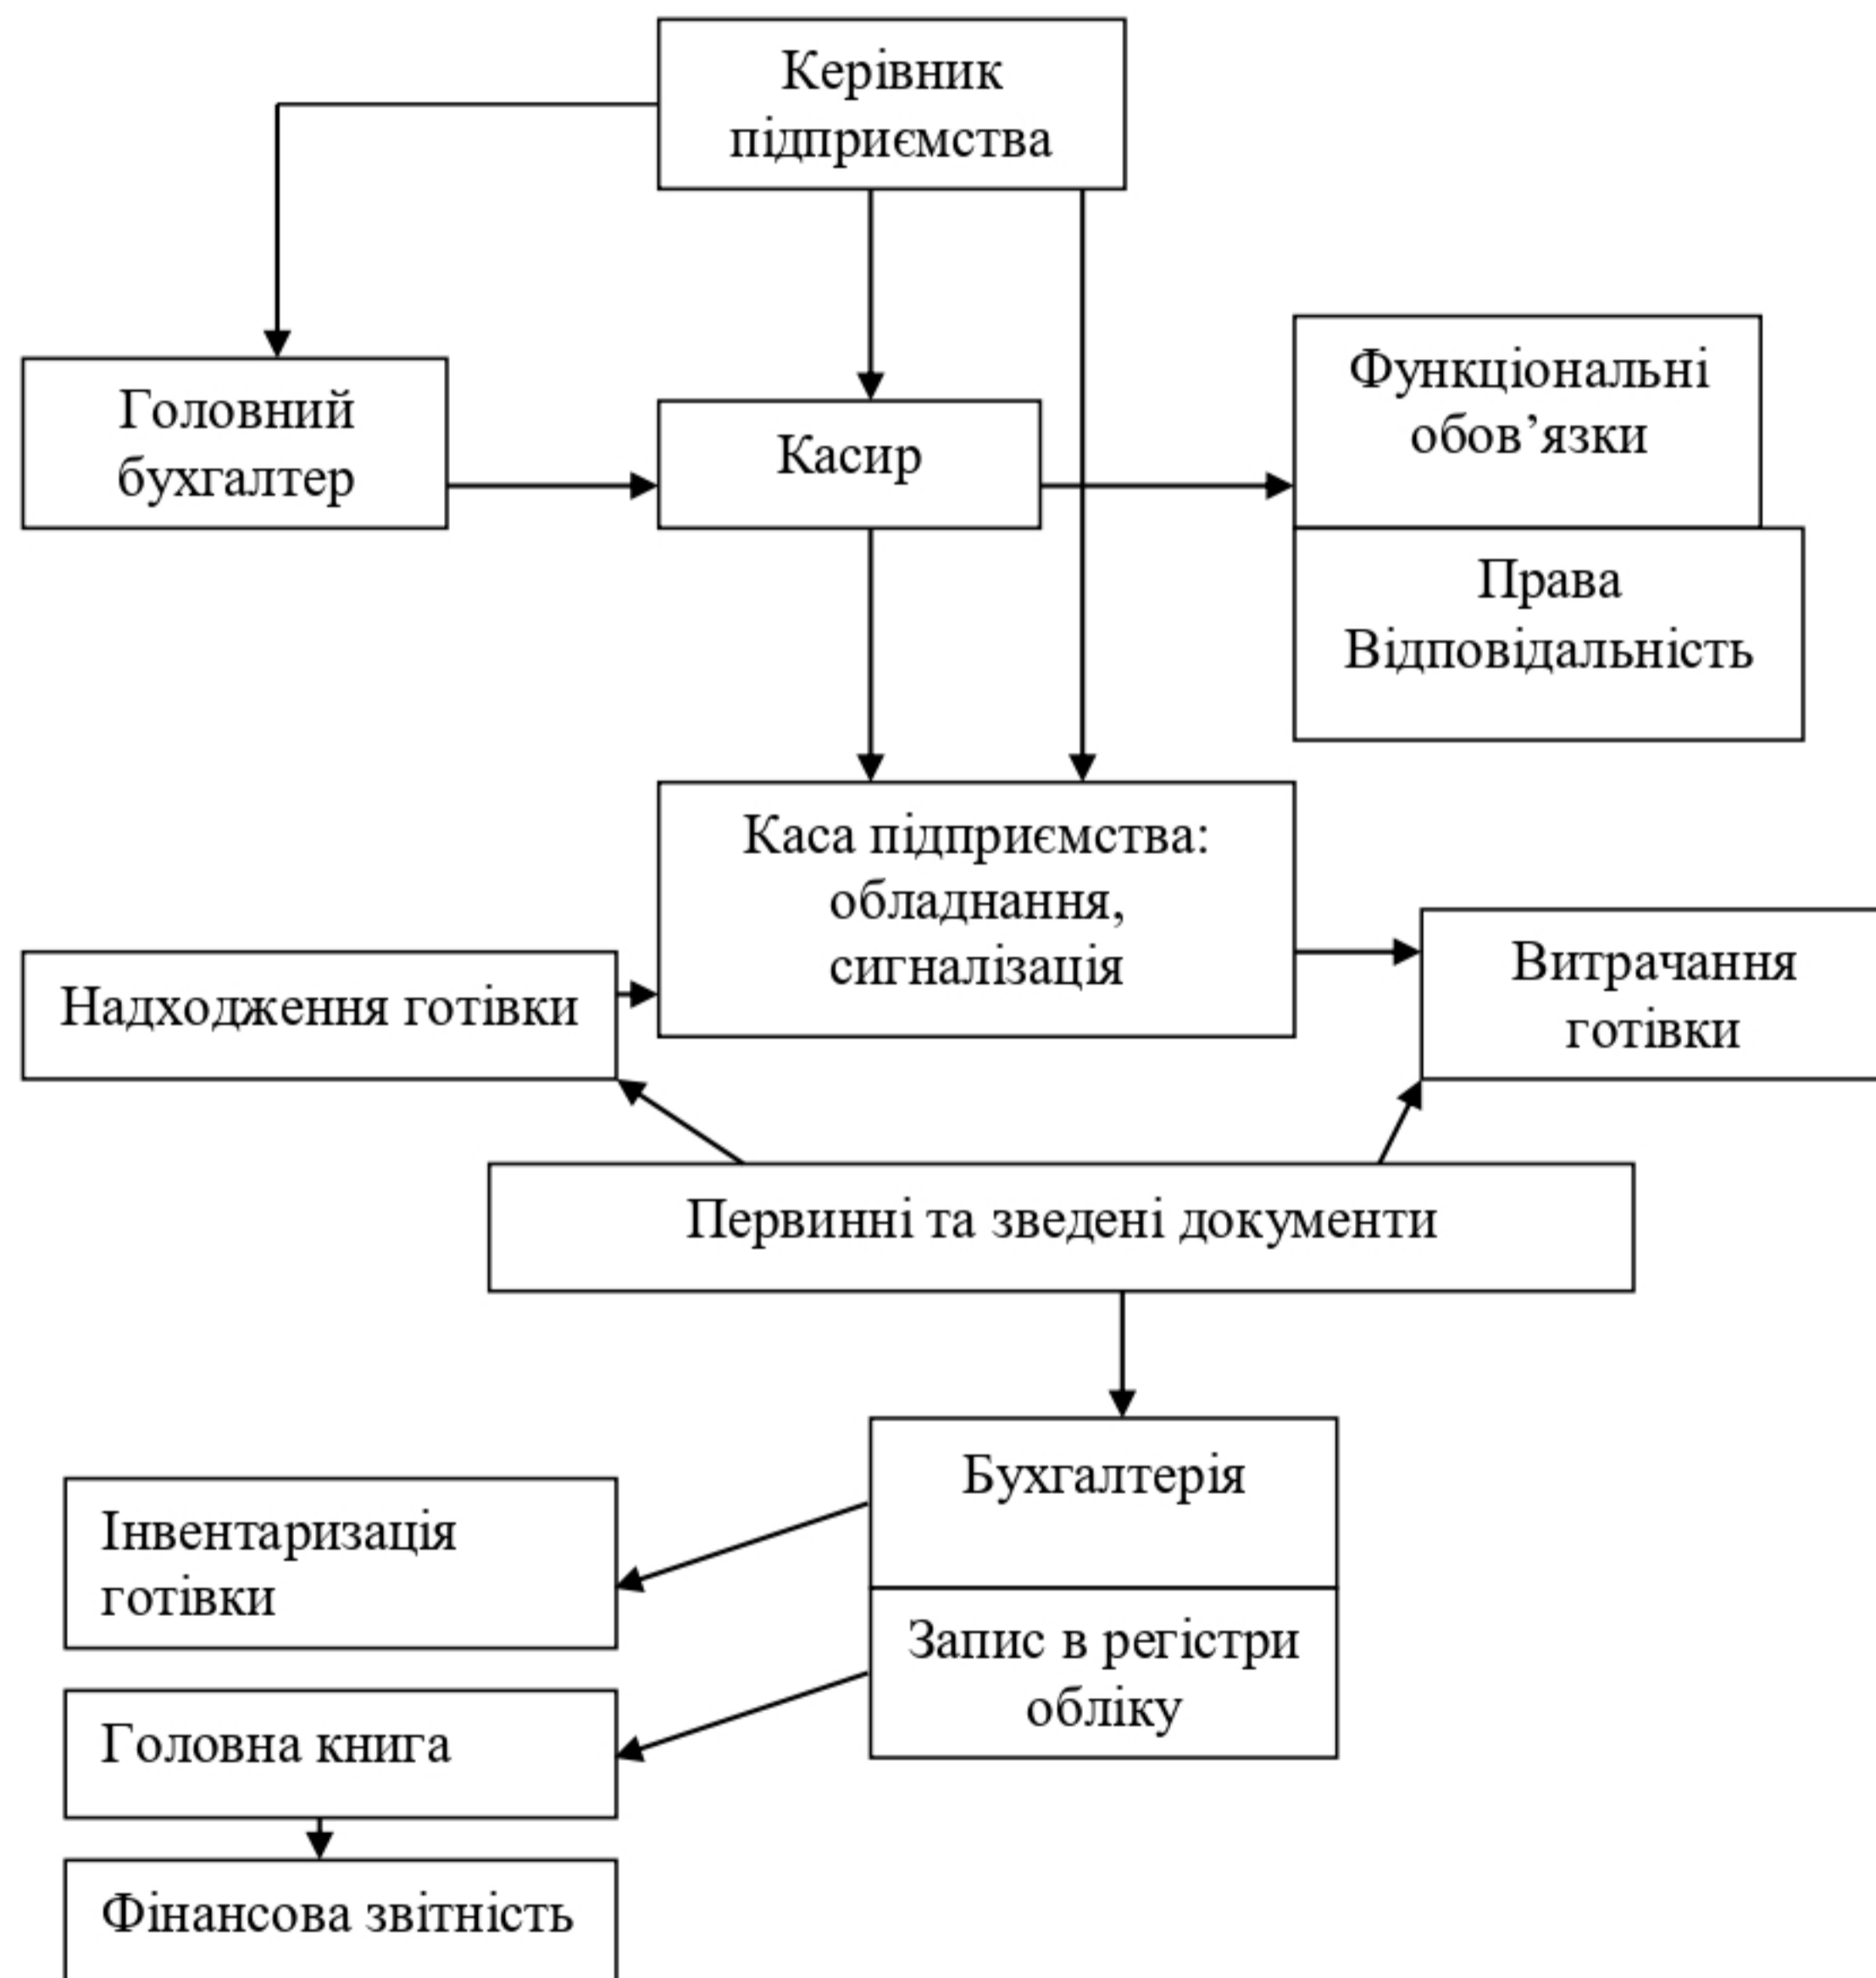 Керівник
підприємства
Головний
бухгалтер
Касир
Функціональні
обов’язки
Права
Відповідальність
Каса підприємства:
обладнання,
сигналізація
Надходження готівки
Витрачання
готівки
Первинні та зведені документи
Бухгалтерія
Запис в регістри
обліку
Інвентаризація
готівки
Головна книга
Фінансова звітність